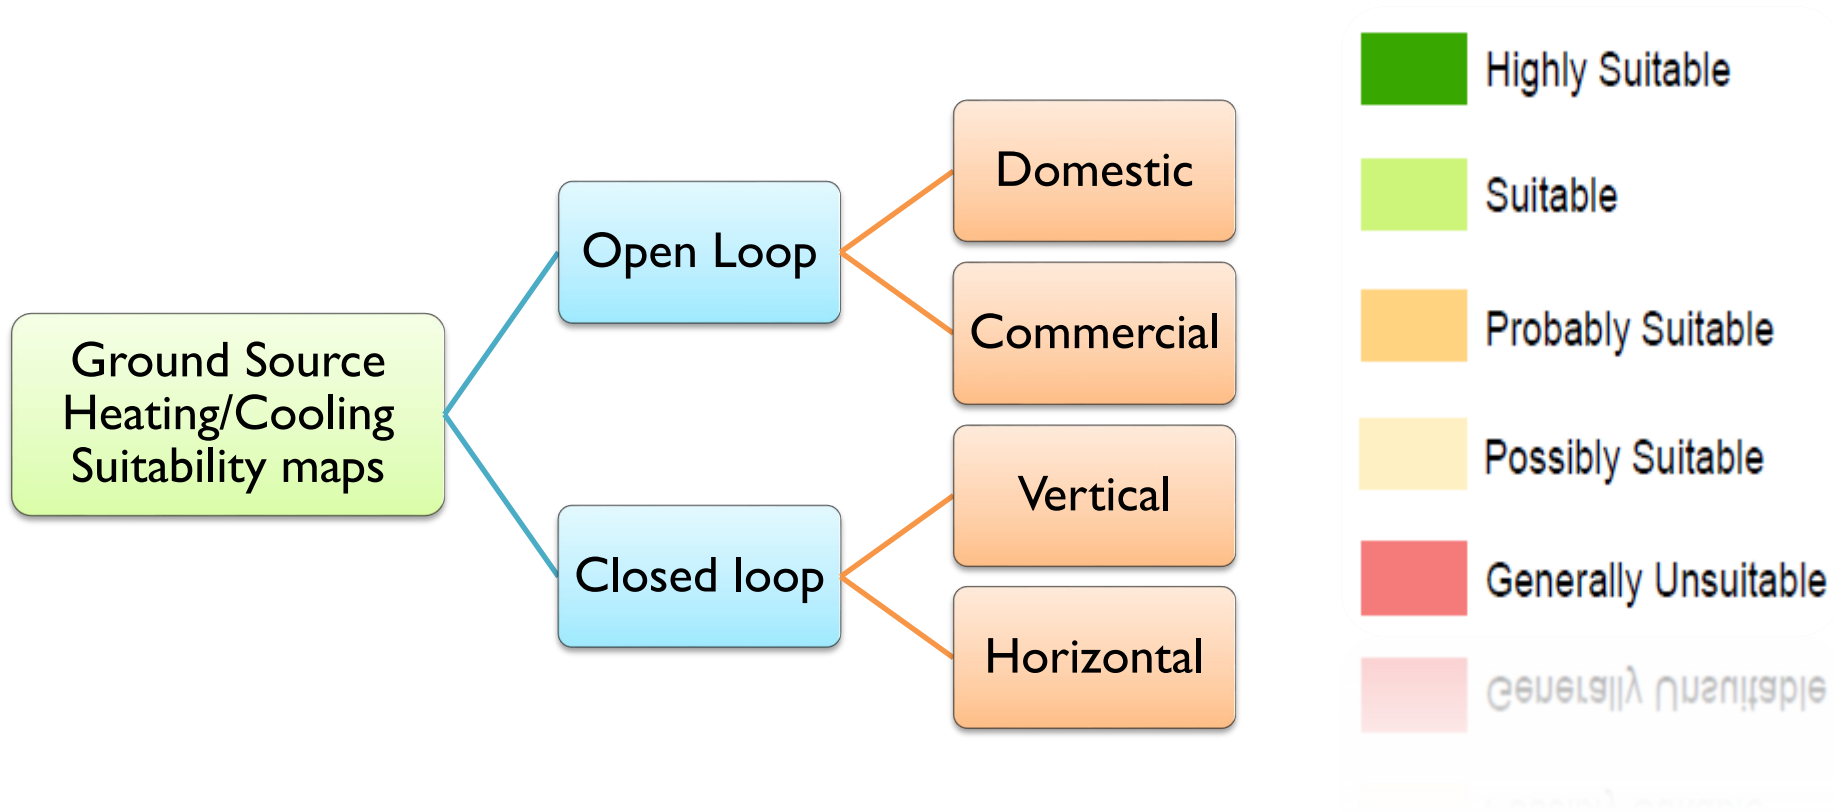 Ground Source
Heating/Cooling
Suitability maps
Open Loop
Closed loop
Domestic
Commercial
Vertical
Horizontal
Highly Suitable
Suitable
Probably Suitable
Possibly Suitable
Generally Unsuitable